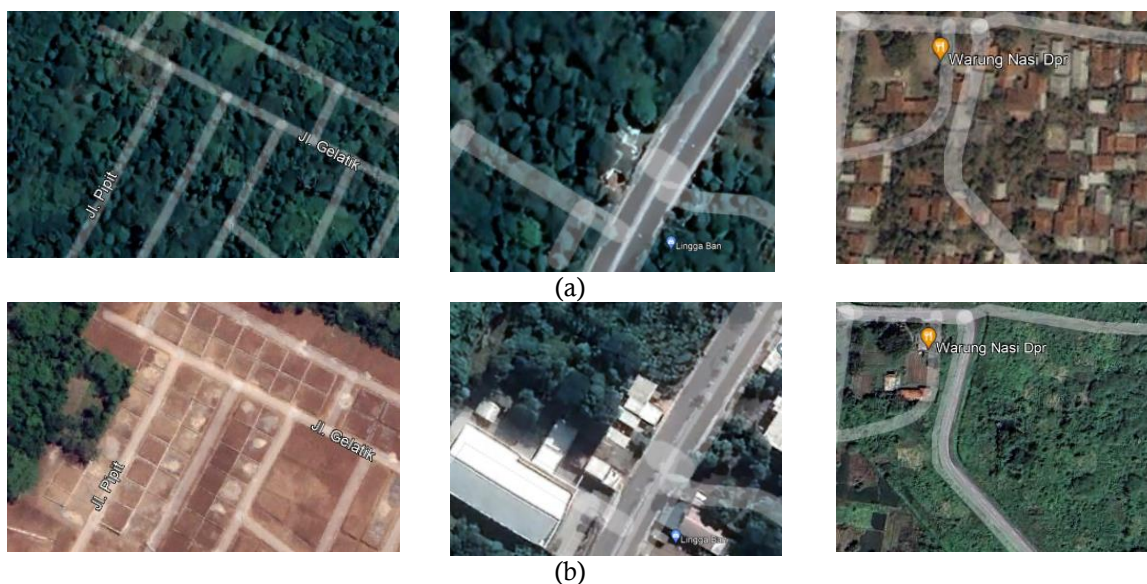 Warung Nasi Dpr
Jl. Gelatik
Jl. Pipit
Lingga Ban
(a)
Warung Nasi Dpr
Jl. Gelatik
Jl. Pipit
Lingga Ban
(b)